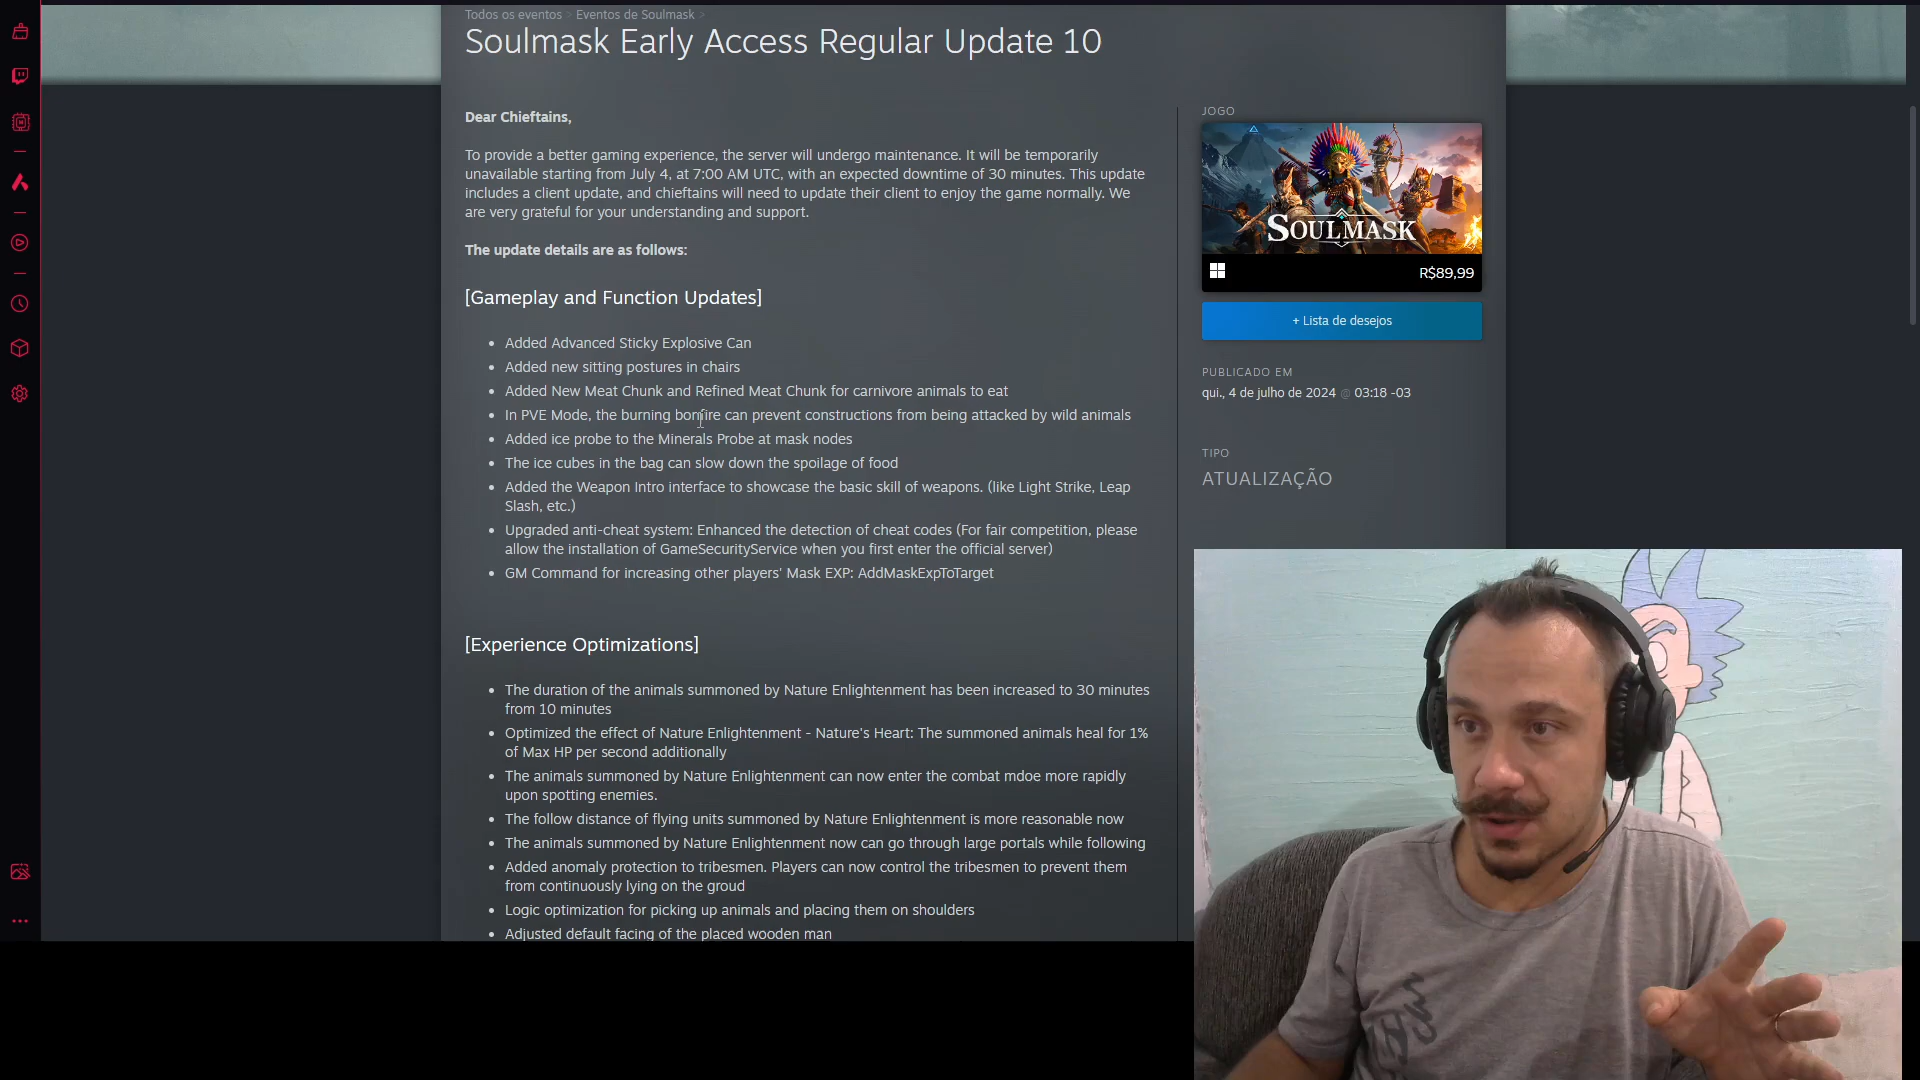 Todos os eventos > Eventos de Soulmask >
Soulmask Early Access Regular Update 10
Dear Chieftains,
To provide a better gaming experience, the server will undergo maintenance. It will be temporarily
unavailable starting from July 4, at 7:00 AM UTC, with an expected downtime of 30 minutes. This update
includes a client update, and chieftains will need to update their client to enjoy the game normally. We
are very grateful for your understanding and support.
The update details are as follows:
[Gameplay and Function Updates]
• Added Advanced Sticky Explosive Can
• Added new sitting postures in chairs
• Added New Meat Chunk and Refined Meat Chunk for carnivore animals to eat
• In PVE Mode, the burning bonfire can prevent constructions from being attacked by wild animals
• Added ice probe to the Minerals Probe at mask nodes
• The ice cubes in the bag can slow down the spoilage of food
• Added the Weapon Intro interface to showcase the basic skill of weapons. (like Light Strike, Leap
Slash, etc.)
• Upgraded anti-cheat system: Enhanced the detection of cheat codes (For fair competition, please
allow the installation of GameSecurityService when you first enter the official server)
• GM Command for increasing other players' Mask EXP: AddMaskExpToTarget
[Experience Optimizations]
• The duration of the animals summoned by Nature Enlightenment has been increased to 30 minutes
from 10 minutes
• Optimized the effect of Nature Enlightenment - Nature's Heart: The summoned animals heal for 1%
of Max HP per second additionally
• The animals summoned by Nature Enlightenment can now enter the combat mdoe more rapidly
upon spotting enemies.
• The follow distance of flying units summoned by Nature Enlightenment is more reasonable now
• The animals summoned by Nature Enlightenment now can go through large portals while following
• Added anomaly protection to tribesmen. Players can now control the tribesmen to prevent them
from continuously lying on the groud
• Logic optimization for picking up animals and placing them on shoulders
• Adjusted default facing of the placed wooden man
JOGO
SOULMASK
R$89,99
+ Lista de desejos
PUBLICADO EM
qui., 4 de julho de 2024 @ 03:18 -03
TIPO
ATUALIZAÇÃO